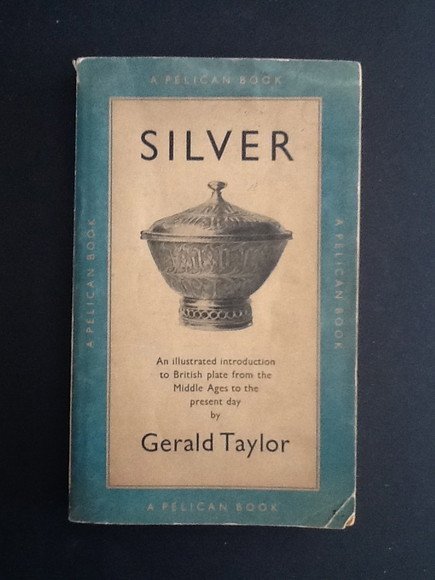 A PELICAN BOOK
SILVER
An illustrated introduction
to British plate from the
Middle Ages to the
present day
by
Gerald Taylor
A PELICAN BOOK
A PELICAN BOOK
A PELICAN BOOK